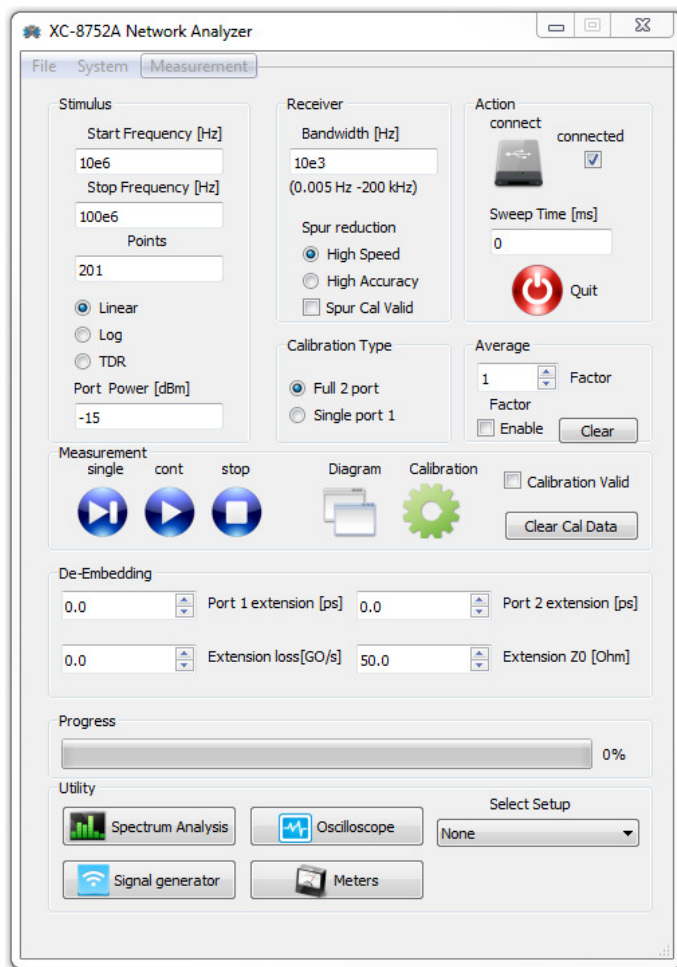 XC-8752A Network Analyzer
File System Measurement
Stimulus
Start Frequency [Hz]
10e6
Stop Frequency [Hz]
100e6
Points
201
Linear
Log
TDR
Port Power [dBm]
-15
Receiver
Bandwidth [Hz]
10e3
(0.005 Hz -200 kHz)
Spur reduction
High Speed
High Accuracy
Spur Cal Valid
Calibration Type
Full 2 port
Single port 1
Action
connect
connected
Sweep Time [ms]
0
Quit
Average
1 Factor
Factor
Enable Clear
Measurement
single cont stop Diagram Calibration
Calibration Valid
Clear Cal Data
De-Embedding
0.0 Port 1 extension [ps] 0.0 Port 2 extension [ps]
0.0 Extension loss[GO/s] 50.0 Extension Z0 [Ohm]
Progress
0%
Utility
Spectrum Analysis Oscilloscope
Select Setup
None
Signal generator Meters